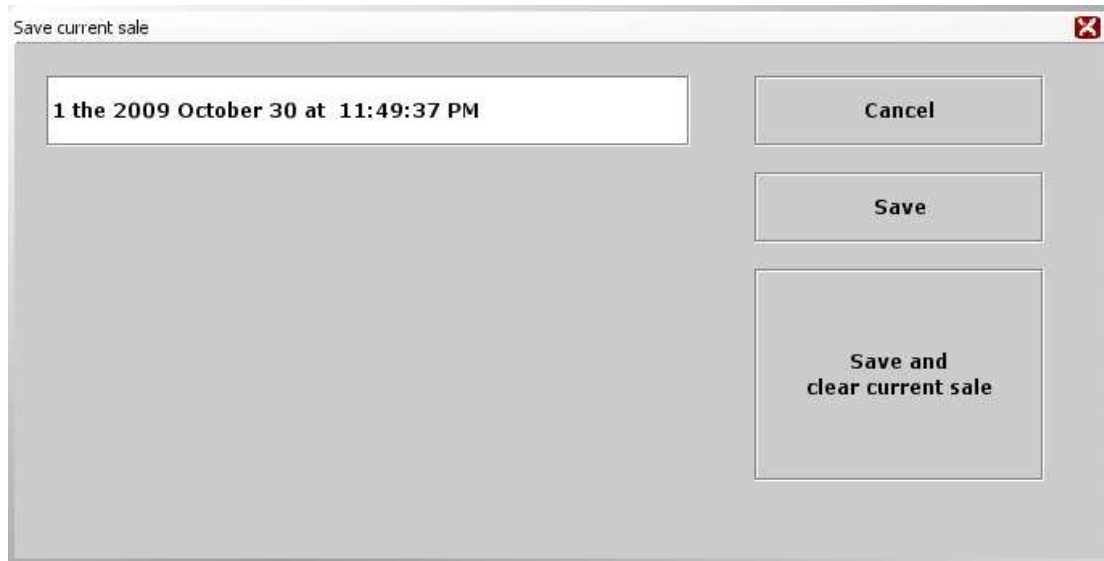 Save current sale
1 the 2009 October 30 at  11:49:37 PM
Cancel
Save
Save and
clear current sale